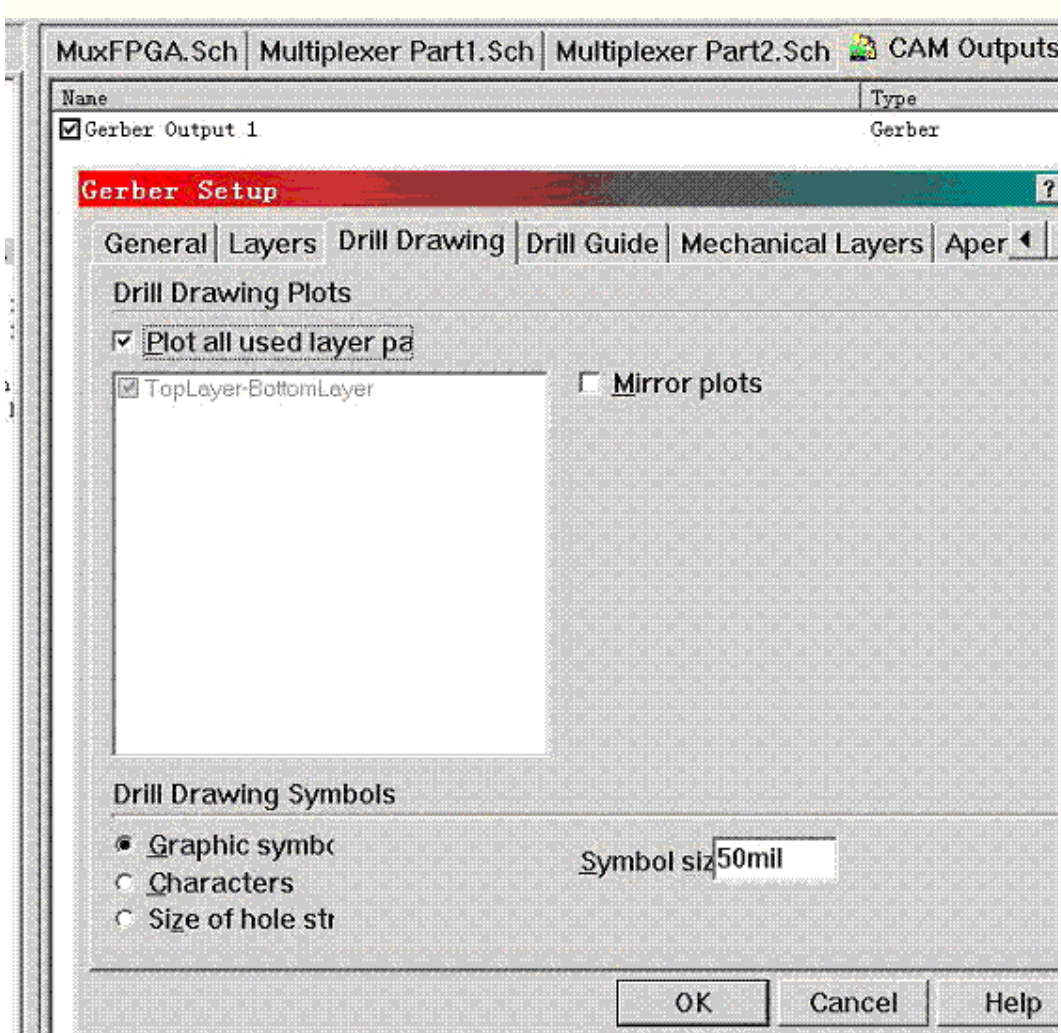 MuxFPGA.Sch Multiplexer Part1.Sch Multiplexer Part2.Sch CAM Outputs
Name Type
Gerber Output 1 Gerber
Gerber Setup ?
General Layers Drill Drawing Drill Guide Mechanical Layers Aper
Drill Drawing Plots
Plot all used layer pa
TopLayer-BottomLayer Mirror plots
Drill Drawing Symbols
Graphic symbo
Symbol siz 50mil
Characters
Size of hole str
OK Cancel Help